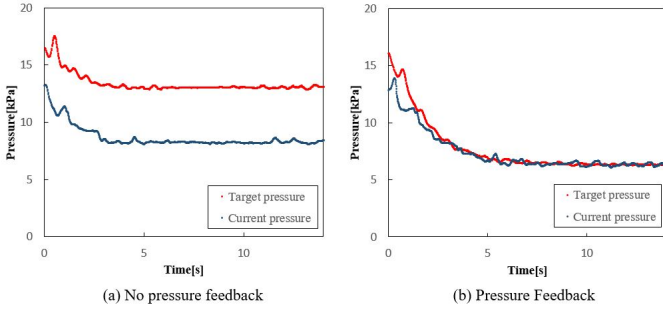 20
15
10
5
0
Pressure[kPa]
Target pressure
Current pressure
0
5
10
Time[s]
(a) No pressure feedback
20
15
10
5
0
Pressure[kPa]
Target pressure
Current pressure
0
5
10
Time[s]
(b) Pressure Feedback